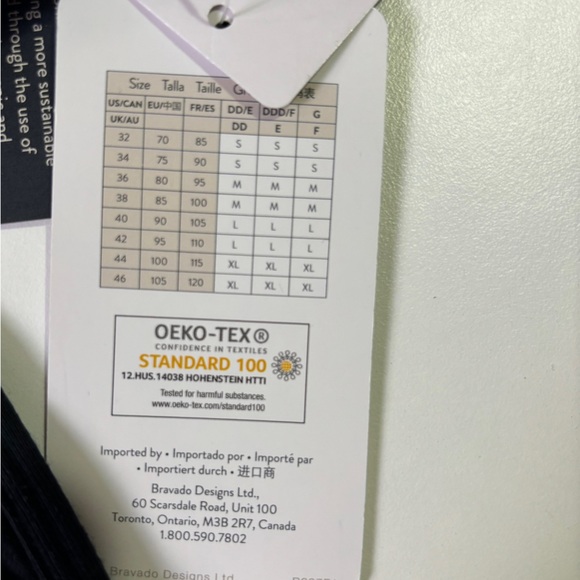 ng a more sustainable
through the use of
and
Size Talla Taille G 表
US/CAN EU/中国 FR/ES DD/E DDD/F G
UK/AU DD E F
32 70 85 S S S
34 75 90 S S S
36 80 95 M M M
38 85 100 M M M
40 90 105 L L L
42 95 110 L L L
44 100 115 XL XL XL
46 105 120 XL XL XL
OEKO-TEX®
CONFIDENCE IN TEXTILES
STANDARD 100
12.HUS.14038 HOHENSTEIN HTTI
Tested for harmful substances.
www.oeko-tex.com/standard100
Imported by • Importado por • Importé par
• Importiert durch • 进口商
Bravado Designs Ltd.,
60 Scarsdale Road, Unit 100
Toronto, Ontario, M3B 2R7, Canada
1.800.590.7802
Bravado Designs Ltd